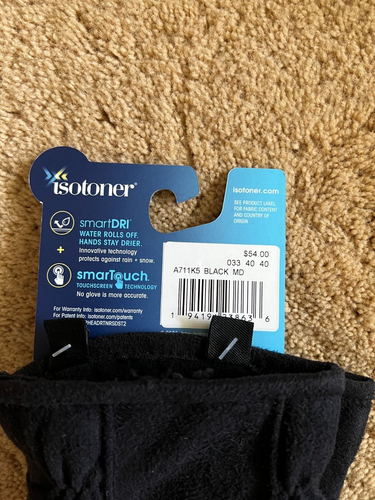 isotoner®
smartDRI®
WATER ROLLS OFF.
HANDS STAY DRIER.
+
Innovative technology
protects against rain + snow.
smarTouch®
TOUCHSCREEN TECHNOLOGY
No glove is more accurate.
For Warranty Info: isotoner.com/warranty
For Patent Info: isotoner.com/patents
HEADRTNRSDST2
isotoner.com
SEE PRODUCT LABEL
FOR FABRIC CONTENT
AND COUNTRY OF
ORIGIN
$54.00
033 40 40
A711K5 BLACK MD